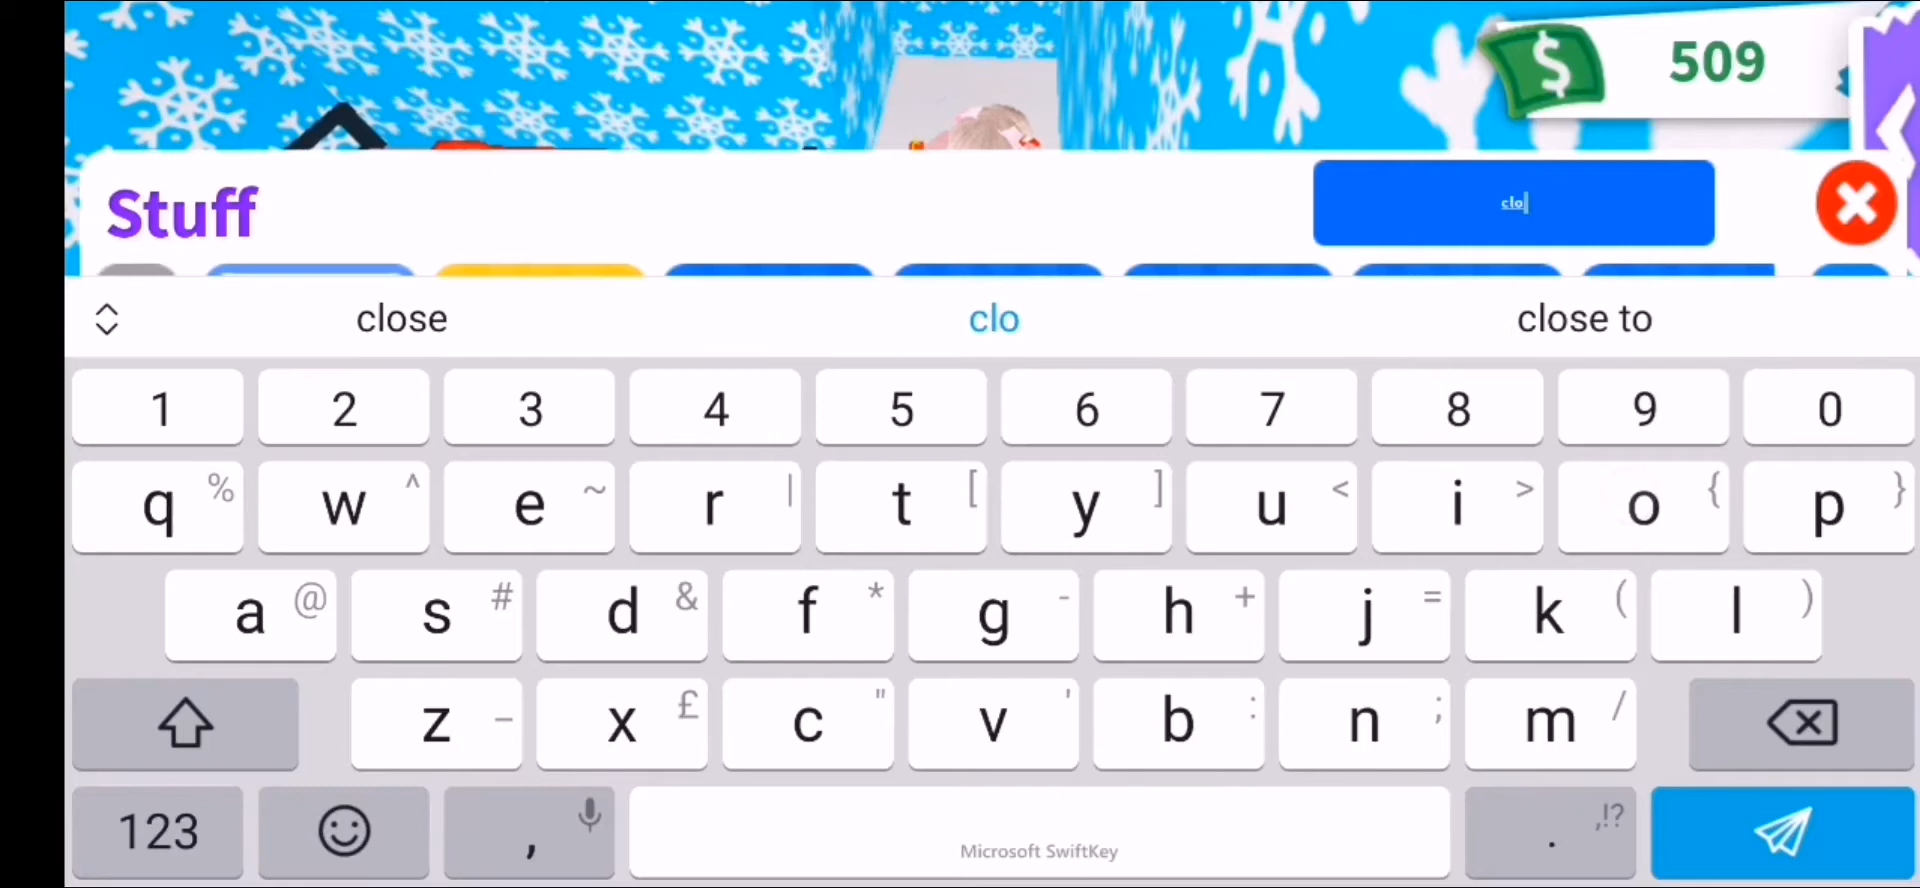 509
Stuff
clo
close clo close to
1 2 3 4 5 6 7 8 9 0
q % w ^ e ~ r | t [ y ] u < i > o { p }
a @ s # d & f * g - h + j = k ( l )
z _ x £ c " v ' b : n ; m /
123 , . ,!?
Microsoft SwiftKey